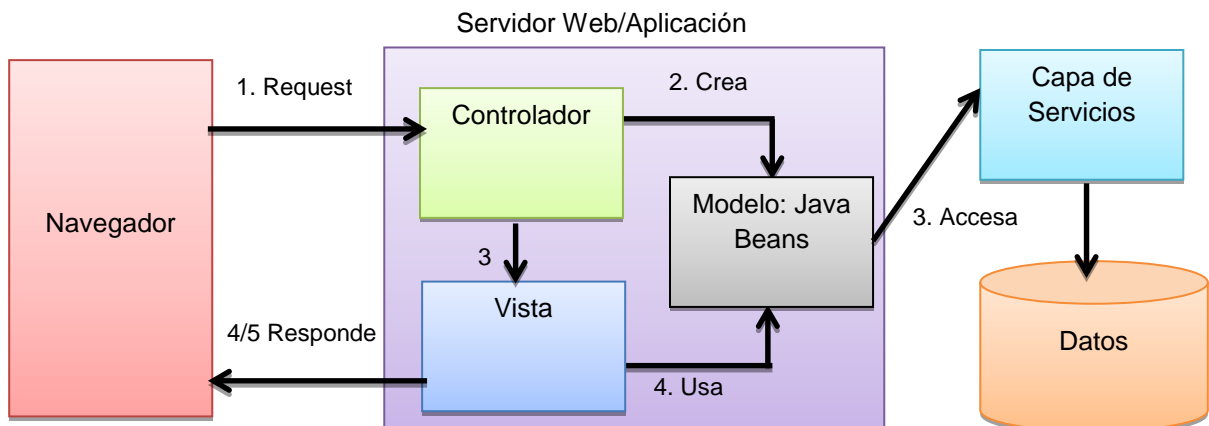 Servidor Web/Aplicación
1. Request
2. Crea
Controlador
Capa de
Servicios
Navegador
Modelo: Java
Beans
3. Accesa
3
Vista
4/5 Responde
4. Usa
Datos